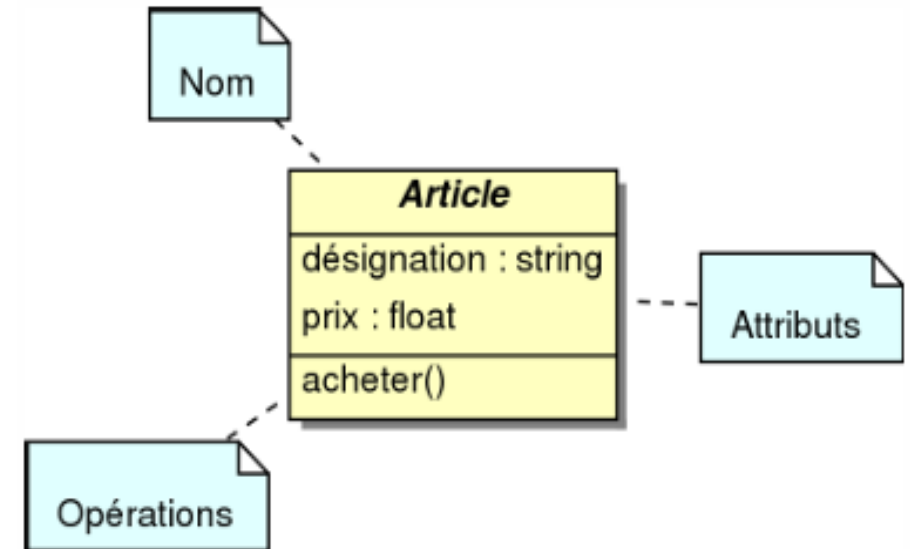 Nom
Article
désignation : string
prix : float
Attributs
acheter()
Opérations